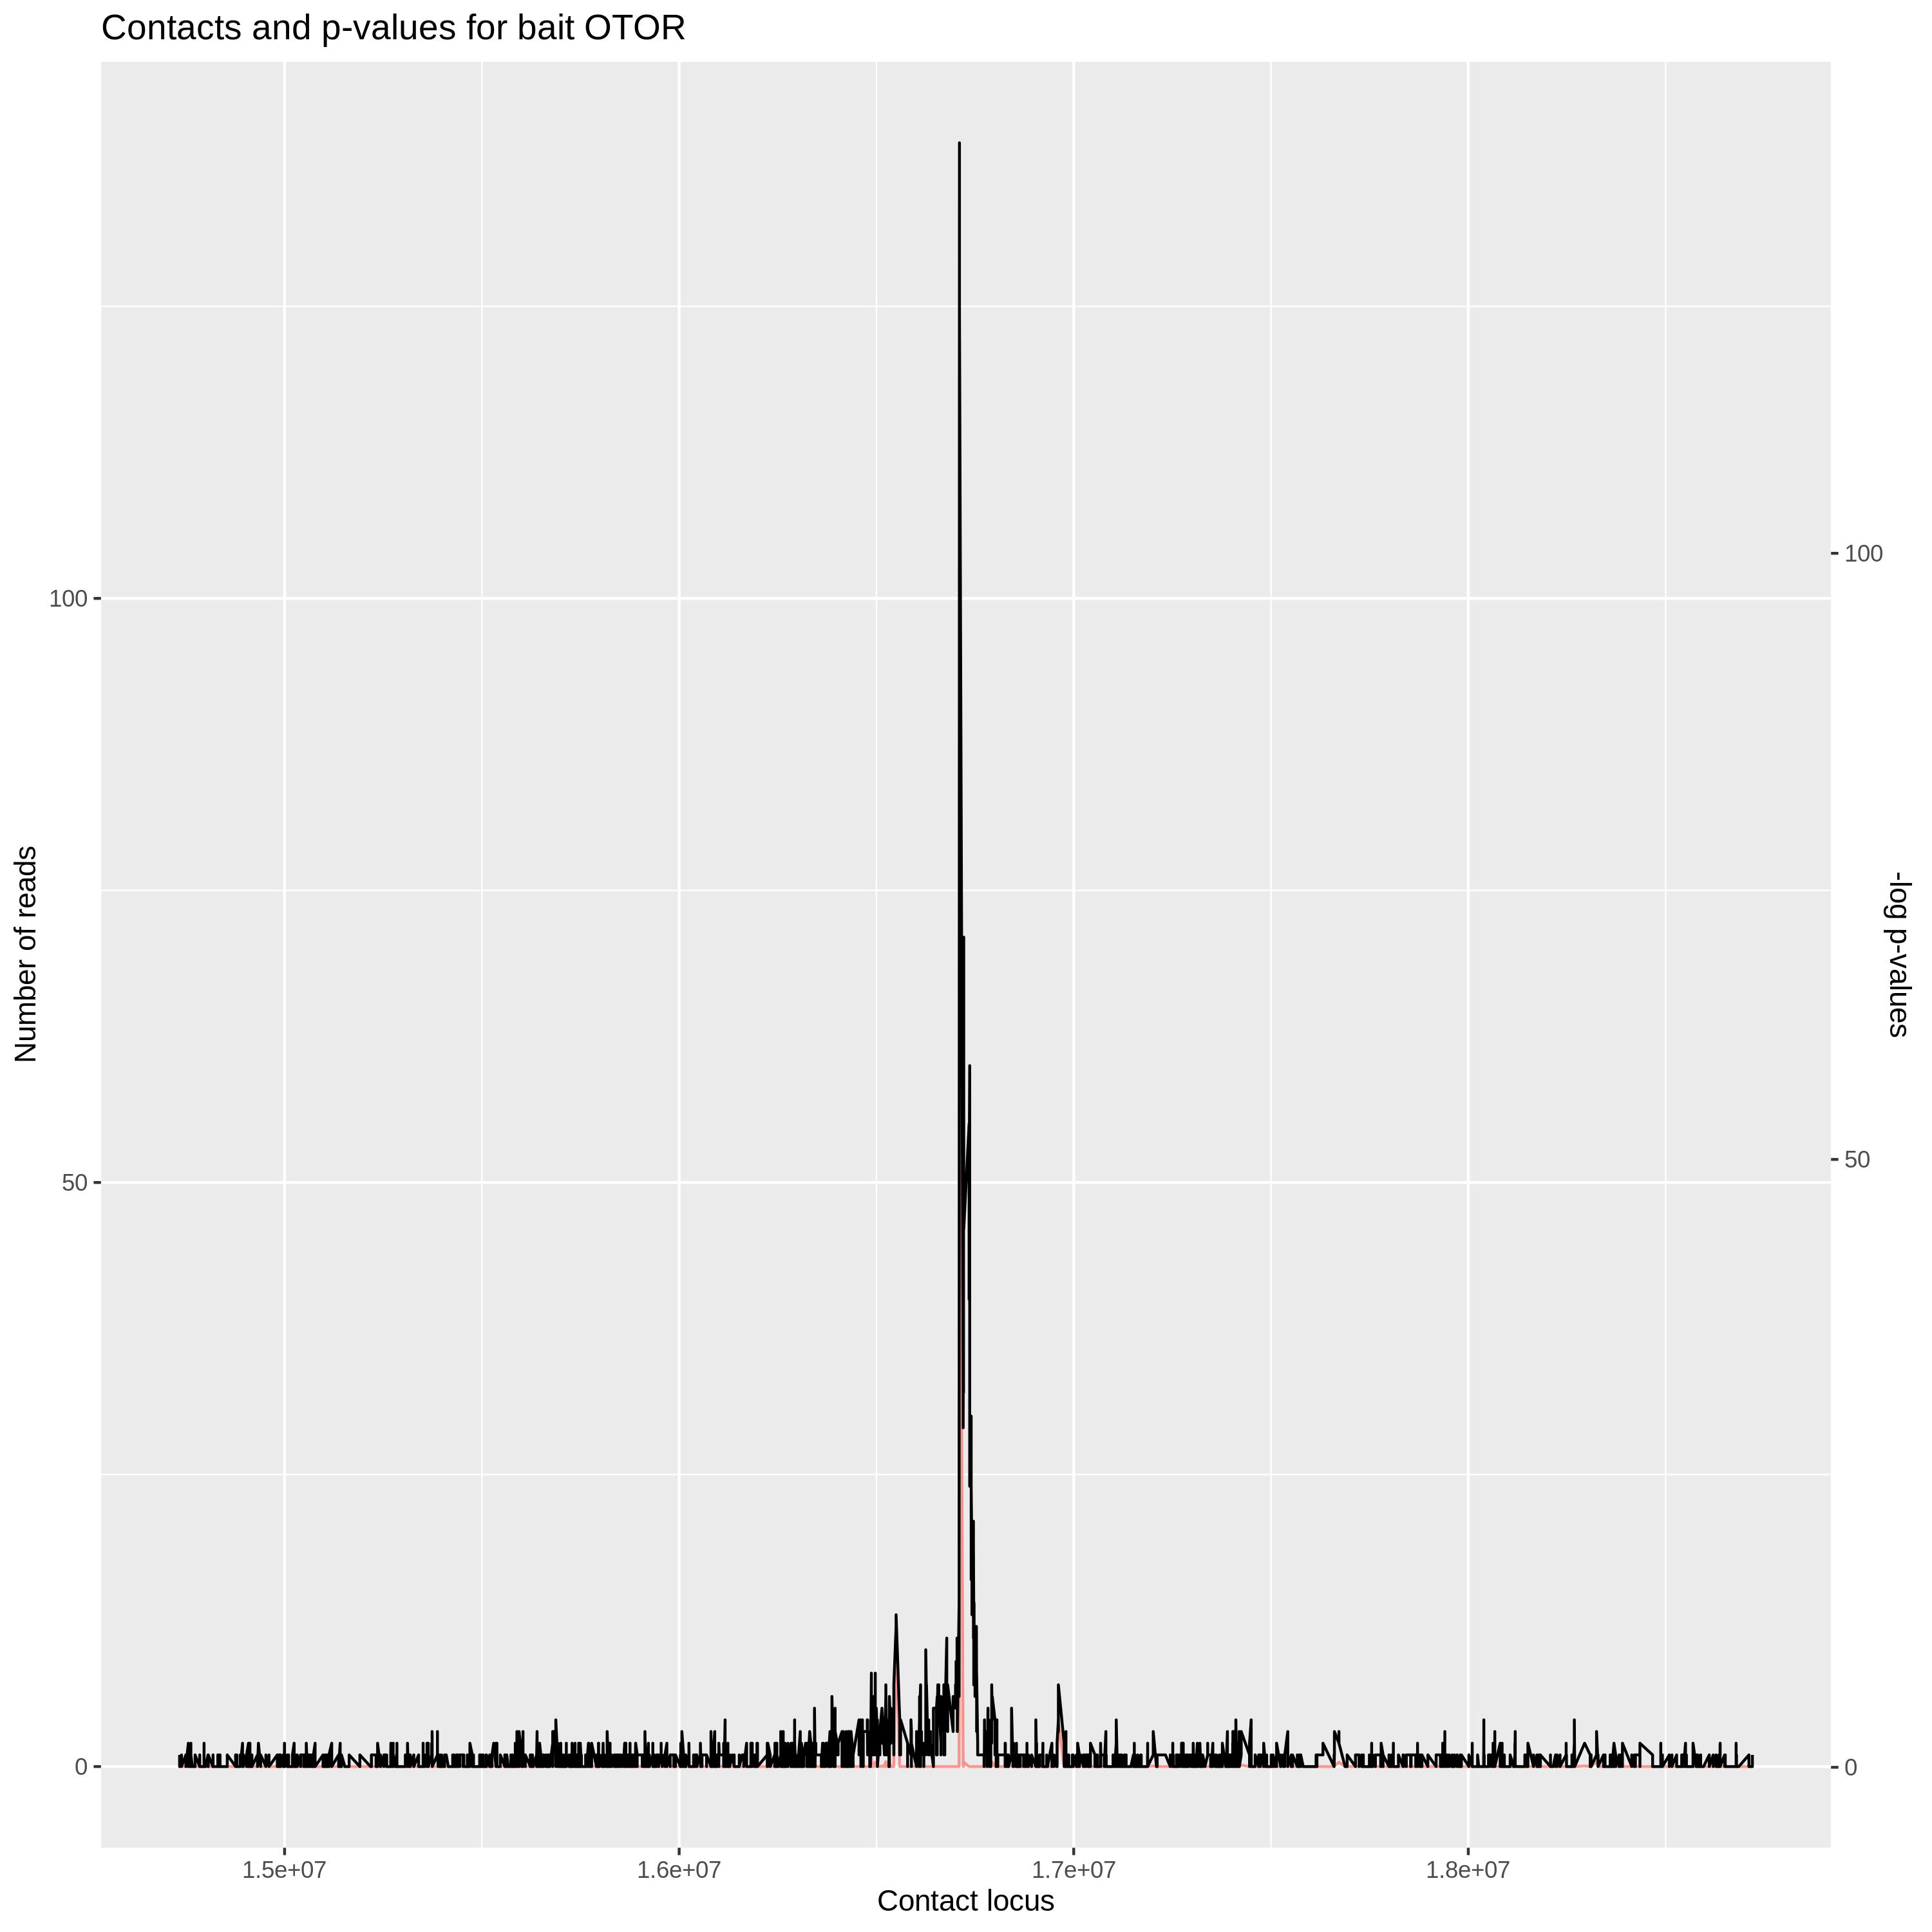 Contacts and p-values for bait OTOR
Number of reads
100
50
0
100
50
0
-log p-values
1.5e+07 1.6e+07 1.7e+07 1.8e+07
Contact locus